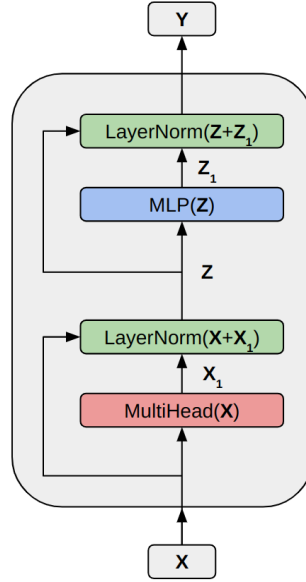 Y
LayerNorm(Z+Z₁)
Z₁
MLP(Z)
Z
LayerNorm(X+X₁)
X₁
MultiHead(X)
X